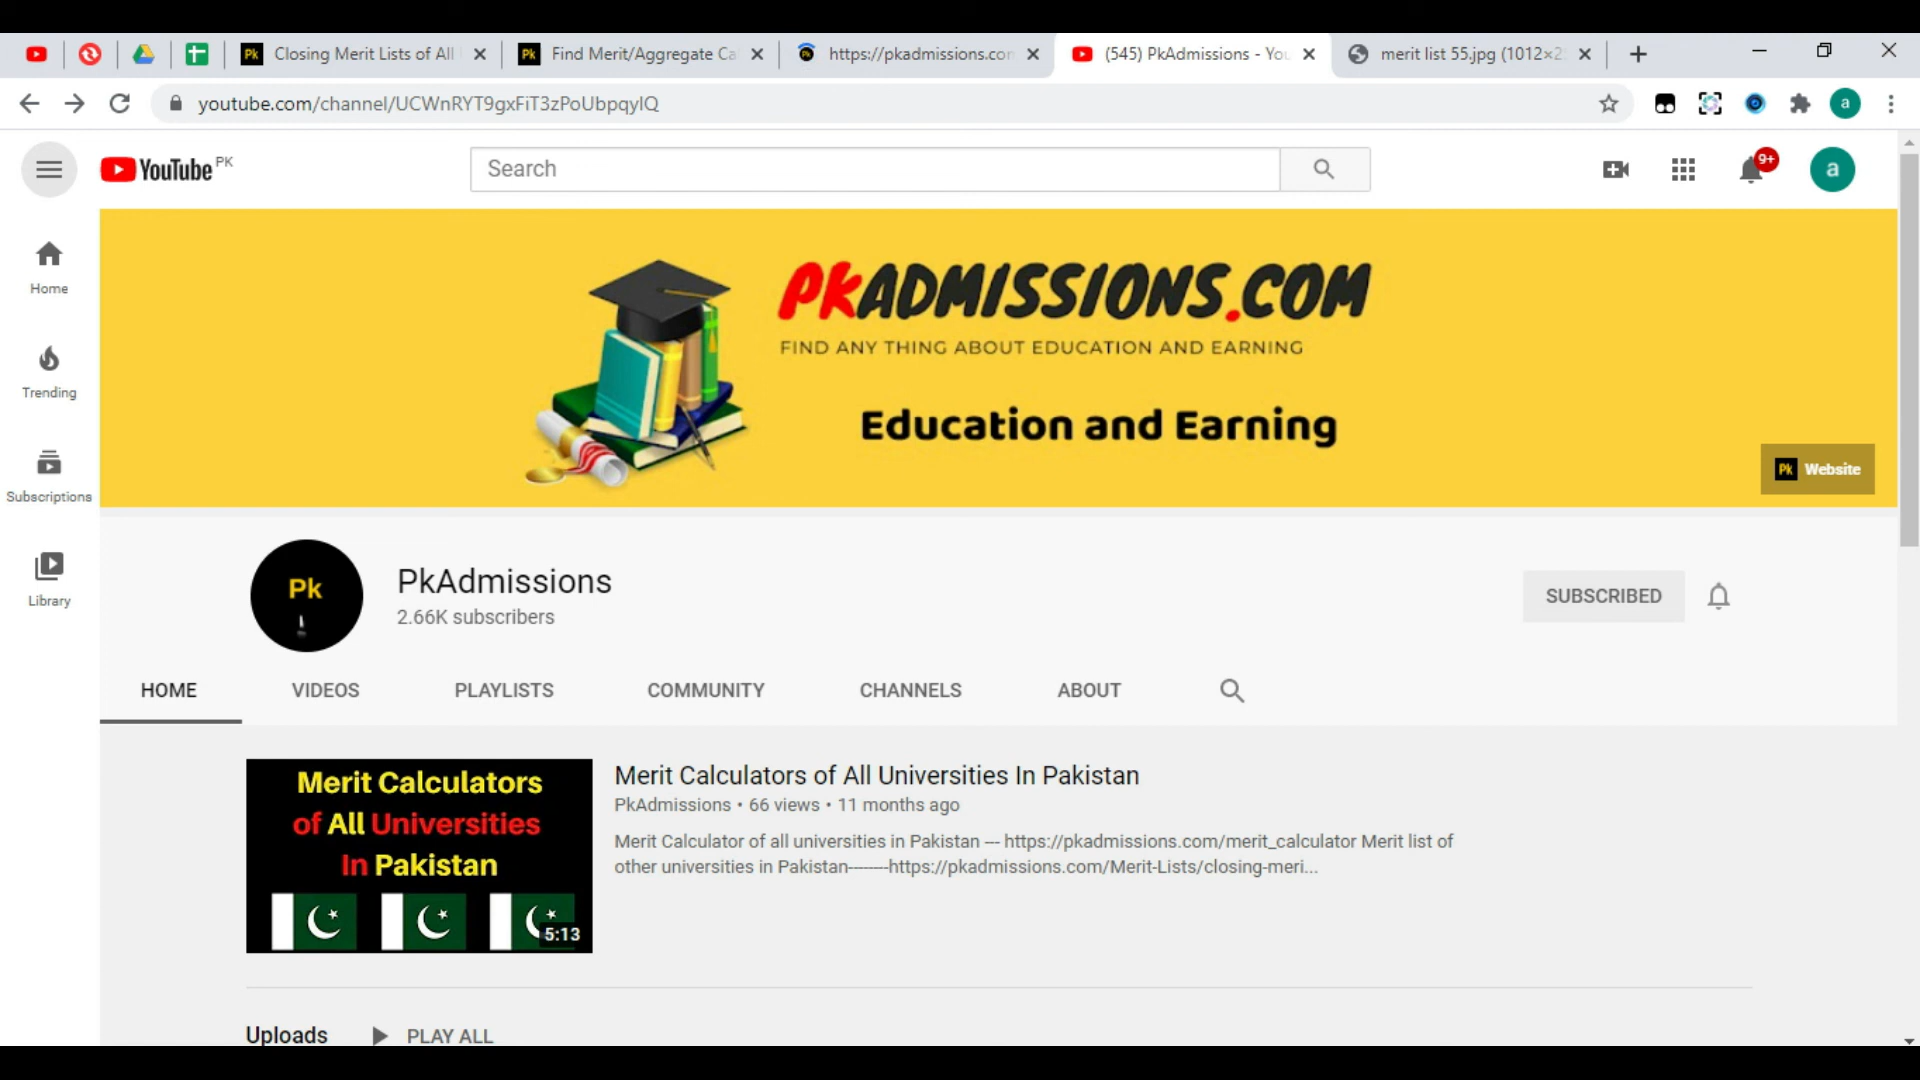 Closing Merit Lists of All
Find Merit/Aggregate Ca
https://pkadmissions.con
(545) PkAdmissions - You
merit list 55.jpg (1012×2
youtube.com/channel/UCWnRYT9gxFiT3zPoUbpqyIQ
a
YouTube PK
Search
9+
a
Home
Trending
Subscriptions
Library
PKADMISSIONS.COM
FIND ANY THING ABOUT EDUCATION AND EARNING
Education and Earning
Pk Website
Pk
PkAdmissions
2.66K subscribers
SUBSCRIBED
HOME VIDEOS PLAYLISTS COMMUNITY CHANNELS ABOUT
Merit Calculators
of All Universities
In Pakistan
5:13
Merit Calculators of All Universities In Pakistan
PkAdmissions • 66 views • 11 months ago
Merit Calculator of all universities in Pakistan --- https://pkadmissions.com/merit_calculator Merit list of
other universities in Pakistan--------https://pkadmissions.com/Merit-Lists/closing-meri...
Uploads PLAY ALL